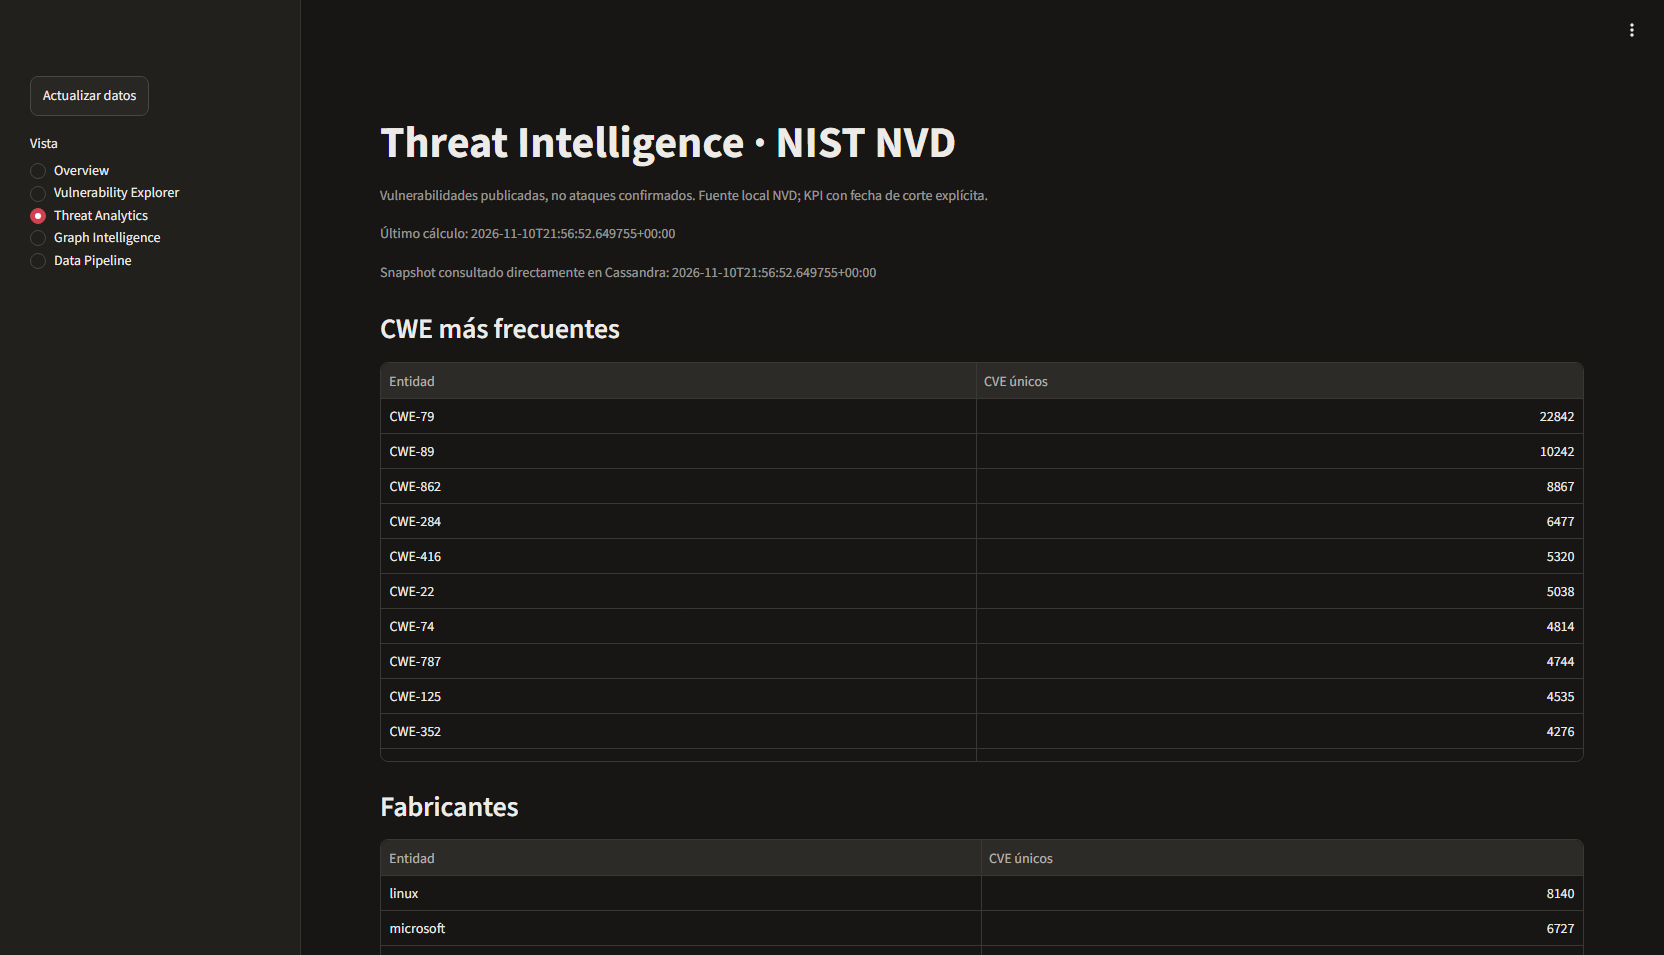 Actualizar datos
Vista
Overview
Vulnerability Explorer
Threat Analytics
Graph Intelligence
Data Pipeline
Threat Intelligence · NIST NVD
Vulnerabilidades publicadas, no ataques confirmados. Fuente local NVD; KPI con fecha de corte explícita.
Último cálculo: 2026-11-10T21:56:52.649755+00:00
Snapshot consultado directamente en Cassandra: 2026-11-10T21:56:52.649755+00:00
CWE más frecuentes
Entidad CVE únicos
CWE-79 22842
CWE-89 10242
CWE-862 8867
CWE-284 6477
CWE-416 5320
CWE-22 5038
CWE-74 4814
CWE-787 4744
CWE-125 4535
CWE-352 4276
Fabricantes
Entidad CVE únicos
linux 8140
microsoft 6727